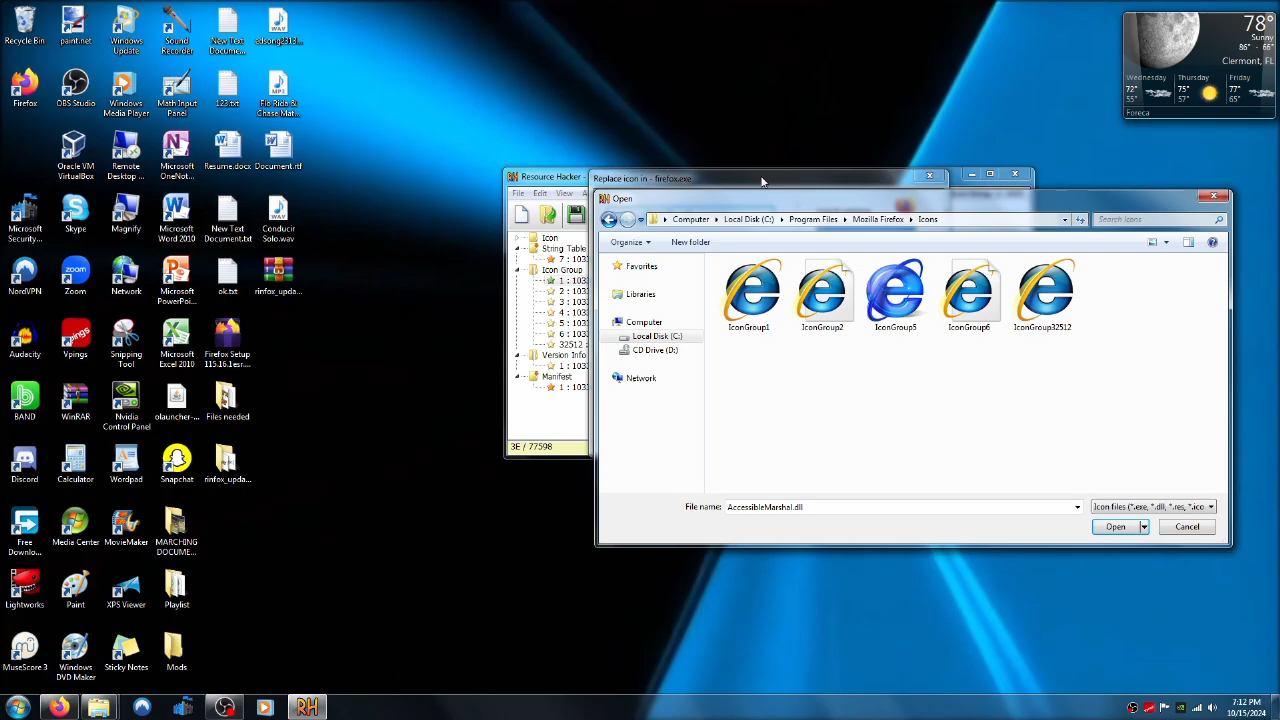 Recycle Bin
paint.net
Windows
Update
Sound
Recorder
New Text
Docume...
edsong2313...
Firefox
OBS Studio
Windows
Media Player
Math Input
Panel
123.txt
Flo Rida &
Chase Mat...
Oracle VM
VirtualBox
Remote
Desktop ...
Microsoft
OneNot...
Resume.docx
Document.rtf
Microsoft
Security...
Skype
Magnify
Microsoft
Word 2010
New Text
Documen...
Conducir
Solo.wav
NordVPN
Zoom
Network
Microsoft
PowerPoi...
ok.txt
rinfox_upda...
Audacity
Vpings
Snipping
Tool
Microsoft
Excel 2010
Firefox Setup
115.16.1esr...
BAND
WinRAR
Nvidia
Control Panel
olauncher-...
Files needed
Discord
Calculator
Wordpad
Snapchat
rinfox_upda...
Free
Downlo...
Media Center
MovieMaker
MARCHING
DOCUME...
Lightworks
Paint
XPS Viewer
Playlist
MuseScore 3
Windows
DVD Maker
Sticky Notes
Mods
78°
Sunny
86° - 66°
Clermont, FL
Wednesday
Thursday
Friday
72°
55°
75°
57°
77°
65°
Foreca
RH
Resource Hacker -
File
Edit
View
Icon
String Table
7 : 1033
Icon Group
1 : 1033
2 : 1033
3 : 1033
4 : 1033
5 : 1033
6 : 1033
32512 :
Version Info
1 : 1033
Manifest
1 : 1033
3E / 77598
Replace icon in - firefox.exe
RH
Open
Computer
Local Disk (C:)
Program Files
Mozilla Firefox
Icons
Search Icons
Organize
New folder
Favorites
Libraries
Computer
Local Disk (C:)
CD Drive (D:)
Network
IconGroup1
IconGroup2
IconGroup5
IconGroup6
IconGroup32512
File name:
AccessibleMarshal.dll
Icon files (*.exe, *.dll, *.res, *.ico
Open
Cancel
RH
7:12 PM
10/15/2024